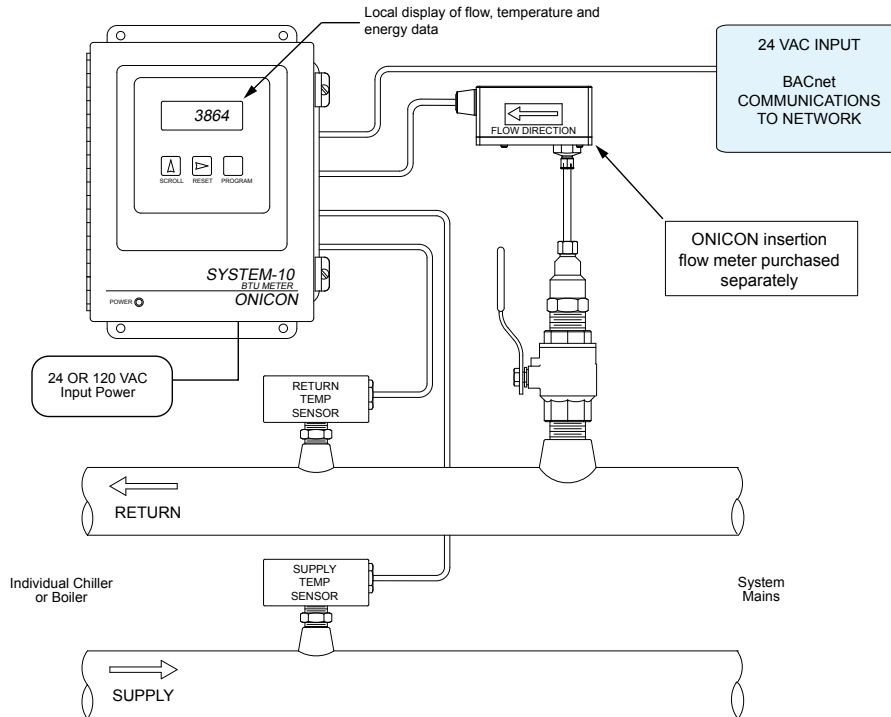 Local display of flow, temperature and
energy data
24 VAC INPUT
BACnet
COMMUNICATIONS
TO NETWORK
3864
FLOW DIRECTION
SCROLL RESET PROGRAM
ONICON insertion
flow meter purchased
separately
SYSTEM-10
BTU METER
ONICON
POWER
24 OR 120 VAC
Input Power
RETURN
TEMP
SENSOR
RETURN
SUPPLY
TEMP
SENSOR
Individual Chiller
or Boiler
System
Mains
SUPPLY